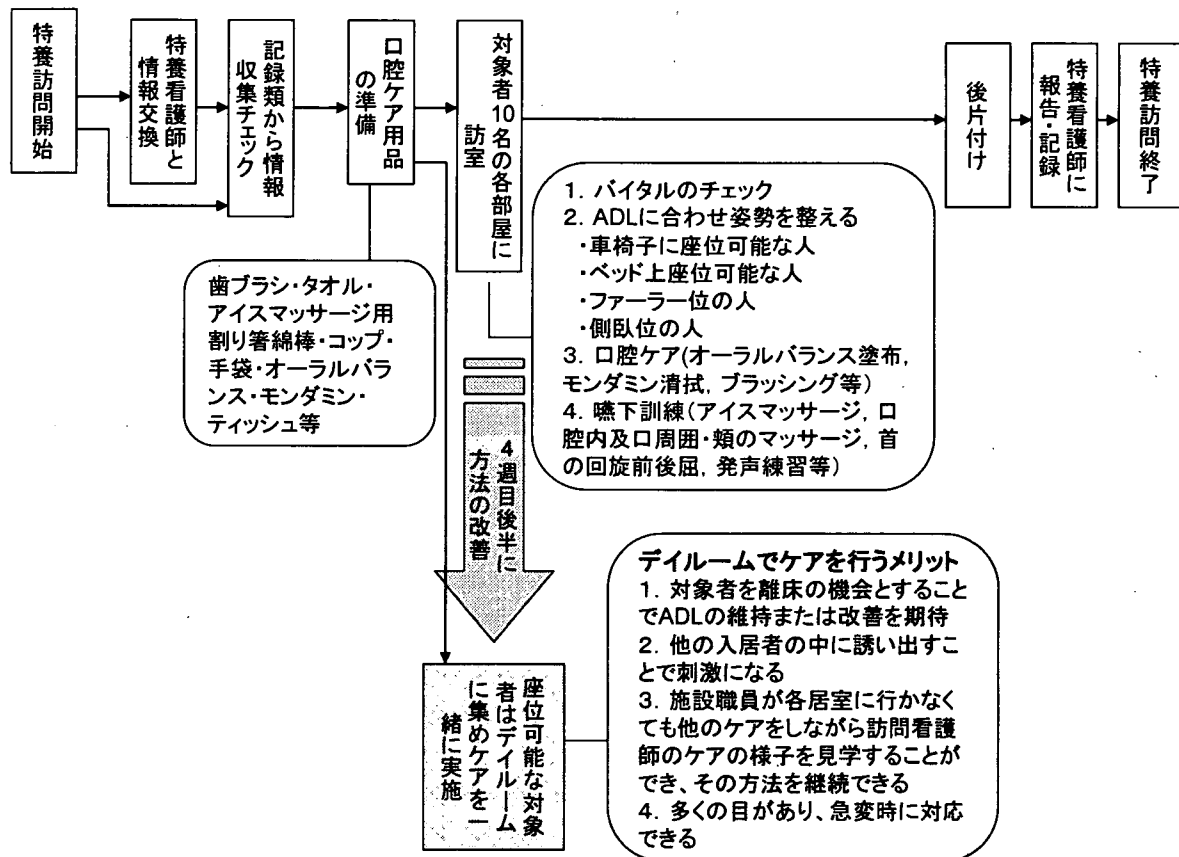 特養訪問開始
特養看護師と
情報交換
記録類から情報
収集チェック
口腔ケア用品
の準備
対象者10名の各部屋に
訪室
後片付け
特養看護師に
報告・記録
特養訪問終了
歯ブラシ・タオル・
アイスマッサージ用
割り箸綿棒・コップ・
手袋・オーラルバラ
ンス・モンダミン・
ティッシュ等
1. バイタルのチェック
2. ADLに合わせ姿勢を整える
・車椅子に座位可能な人
・ベッド上座位可能な人
・ファーラー位の人
・側臥位の人
3. 口腔ケア(オーラルバランス塗布,
モンダミン清拭, ブラッシング等)
4. 嚥下訓練(アイスマッサージ, 口
腔内及口周囲・頬のマッサージ, 首
の回旋前後屈, 発声練習等)
4週目後半に
方法の改善
座位可能な対象
者はデイルーム
に集めケアを一
緒に実施
デイルームでケアを行うメリット
1. 対象者を離床の機会とすること
でADLの維持または改善を期待
2. 他の入居者の中に誘い出すこ
とで刺激になる
3. 施設職員が各居室に行かなく
ても他のケアをしながら訪問看護
師のケアの様子を見学することが
でき、その方法を継続できる
4. 多くの目があり、急変時に対応
できる